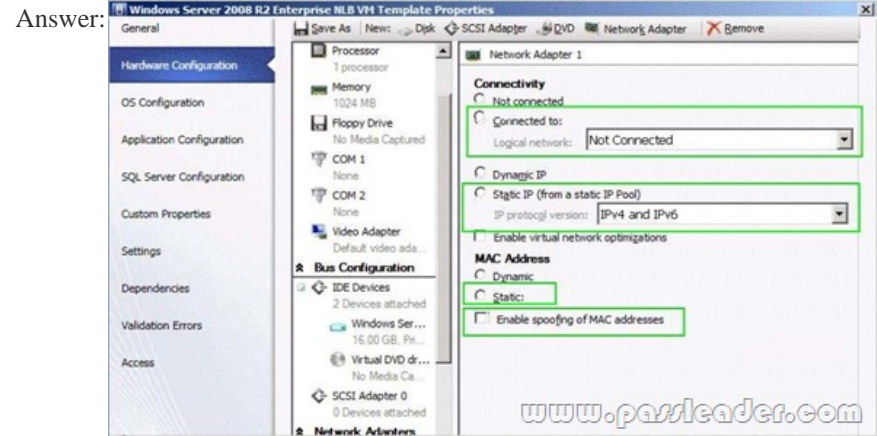 Answer:
Windows Server 2008 R2 Enterprise NLB VM Template Properties
General
Hardware Configuration
OS Configuration
Application Configuration
SQL Server Configuration
Custom Properties
Settings
Dependencies
Validation Errors
Access
Save As New: Disk SCSI Adapter DVD Network Adapter Remove
Processor
1 processor
Memory
1024 MB
Floppy Drive
No Media Captured
COM 1
None
COM 2
None
Video Adapter
Default video ada...
Bus Configuration
IDE Devices
2 Devices attached
Windows Ser...
16.00 GB, Pri...
Virtual DVD dr...
No Media Ca...
SCSI Adapter 0
0 Devices attached
Network Adapters
Network Adapter 1
Connectivity
Not connected
Connected to:
Logical network: Not Connected
Dynamic IP
Static IP (from a static IP Pool)
IP protocol version: IPv4 and IPv6
Enable virtual network optimizations
MAC Address
Dynamic
Static:
Enable spoofing of MAC addresses
www.passleader.com